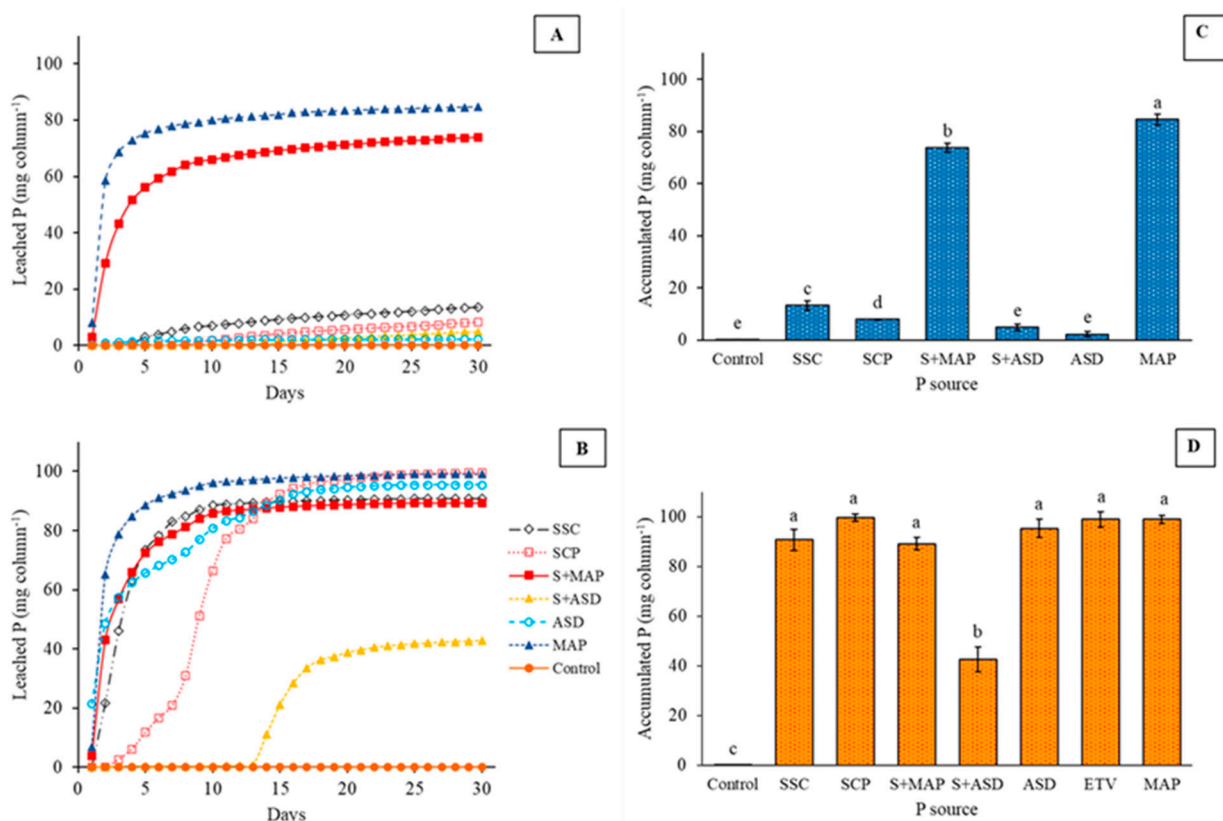 A
Leached P (mg column⁻¹)
100
80
60
40
20
0
0 5 10 15 20 25 30
Days
C
Accumulated P (mg column⁻¹)
100
80
60
40
20
0
e c d b e e a
Control SSC SCP S+MAP S+ASD ASD MAP
P source
B
Leached P (mg column⁻¹)
100
80
60
40
20
0
0 5 10 15 20 25 30
Days
SSC
SCP
S+MAP
S+ASD
ASD
MAP
Control
D
Accumulated P (mg column⁻¹)
100
80
60
40
20
0
c a a a b a a a
Control SSC SCP S+MAP S+ASD ASD ETV MAP
P source